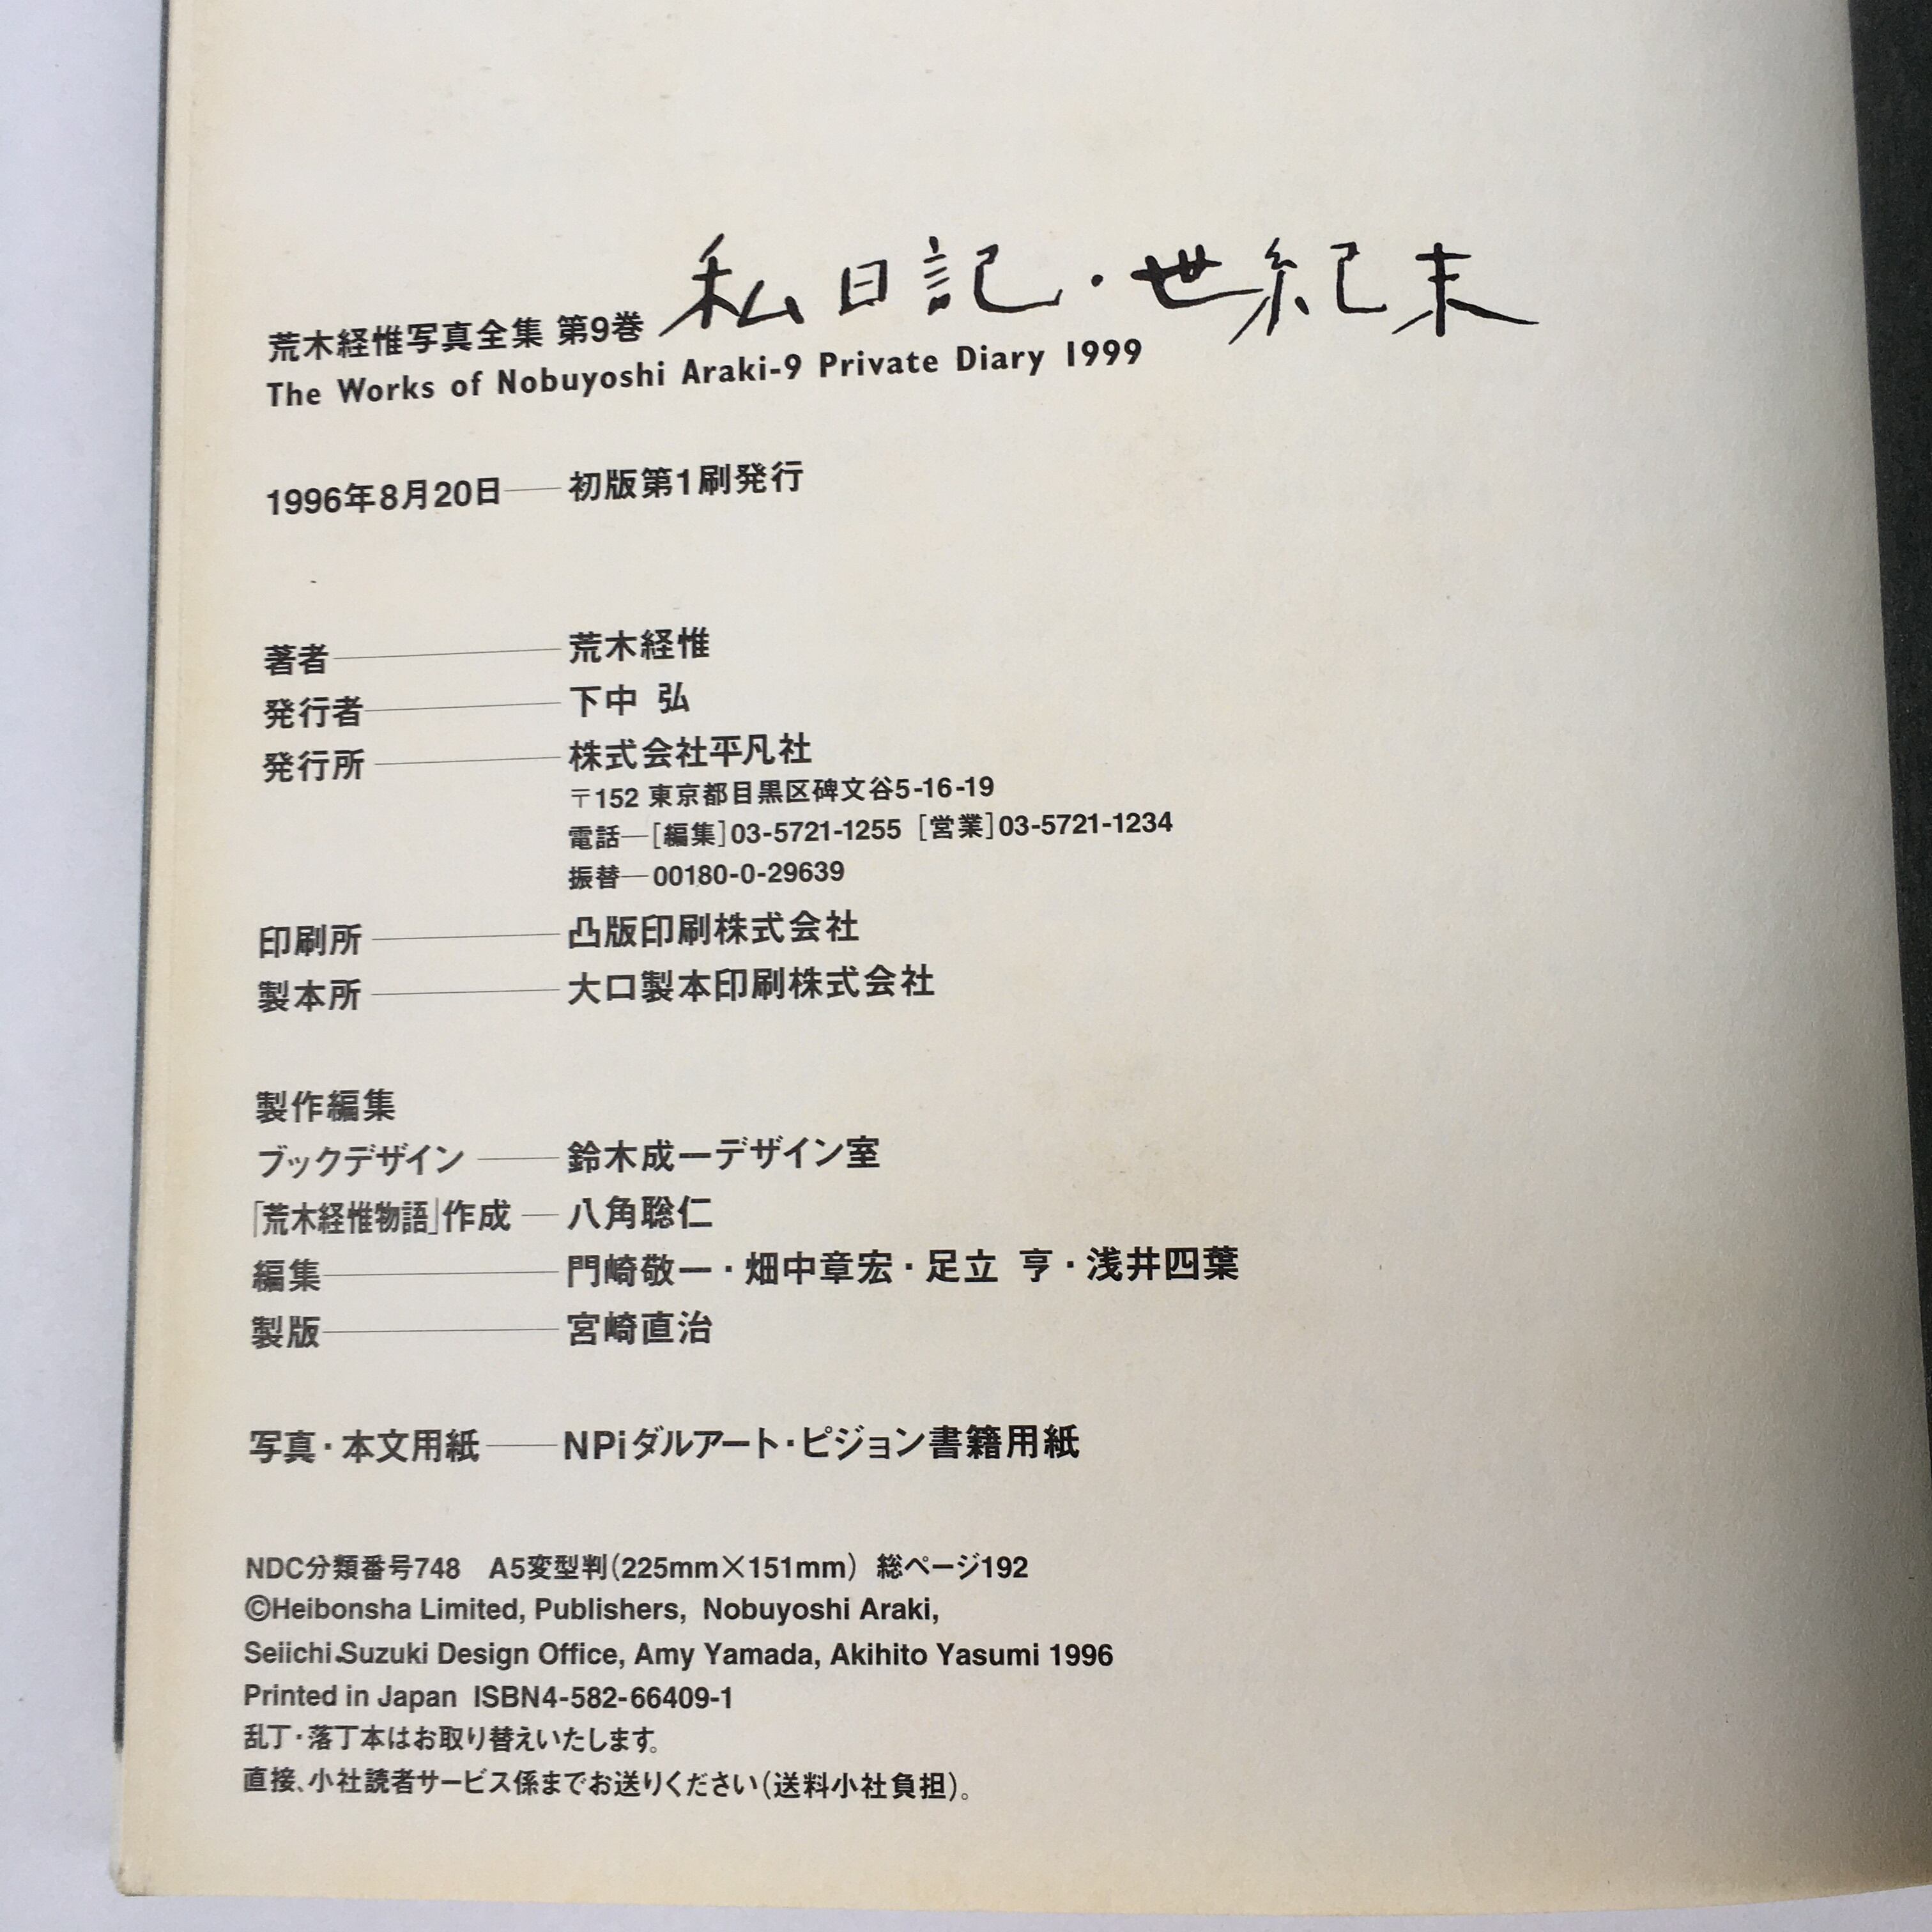 荒木経惟写真全集 第9巻 私日記・世紀末
The Works of Nobuyoshi Araki-9 Private Diary 1999
1996年8月20日――初版第1刷発行
著者――荒木経惟
発行者――下中 弘
発行所――株式会社平凡社
〒152 東京都目黒区碑文谷5-16-19
電話―[編集]03-5721-1255 [営業]03-5721-1234
振替―00180-0-29639
印刷所――凸版印刷株式会社
製本所――大口製本印刷株式会社
製作編集
ブックデザイン――鈴木成一デザイン室
「荒木経惟物語」作成―八角聡仁
編集――門崎敬一・畑中章宏・足立 亨・浅井四葉
製版――宮崎直治
写真・本文用紙――NPiダルアート・ピジョン書籍用紙
NDC分類番号748 A5変型判(225mm×151mm) 総ページ192
©Heibonsha Limited, Publishers, Nobuyoshi Araki,
Seiichi Suzuki Design Office, Amy Yamada, Akihito Yasumi 1996
Printed in Japan ISBN4-582-66409-1
乱丁・落丁本はお取り替えいたします。
直接、小社読者サービス係までお送りください(送料小社負担)。